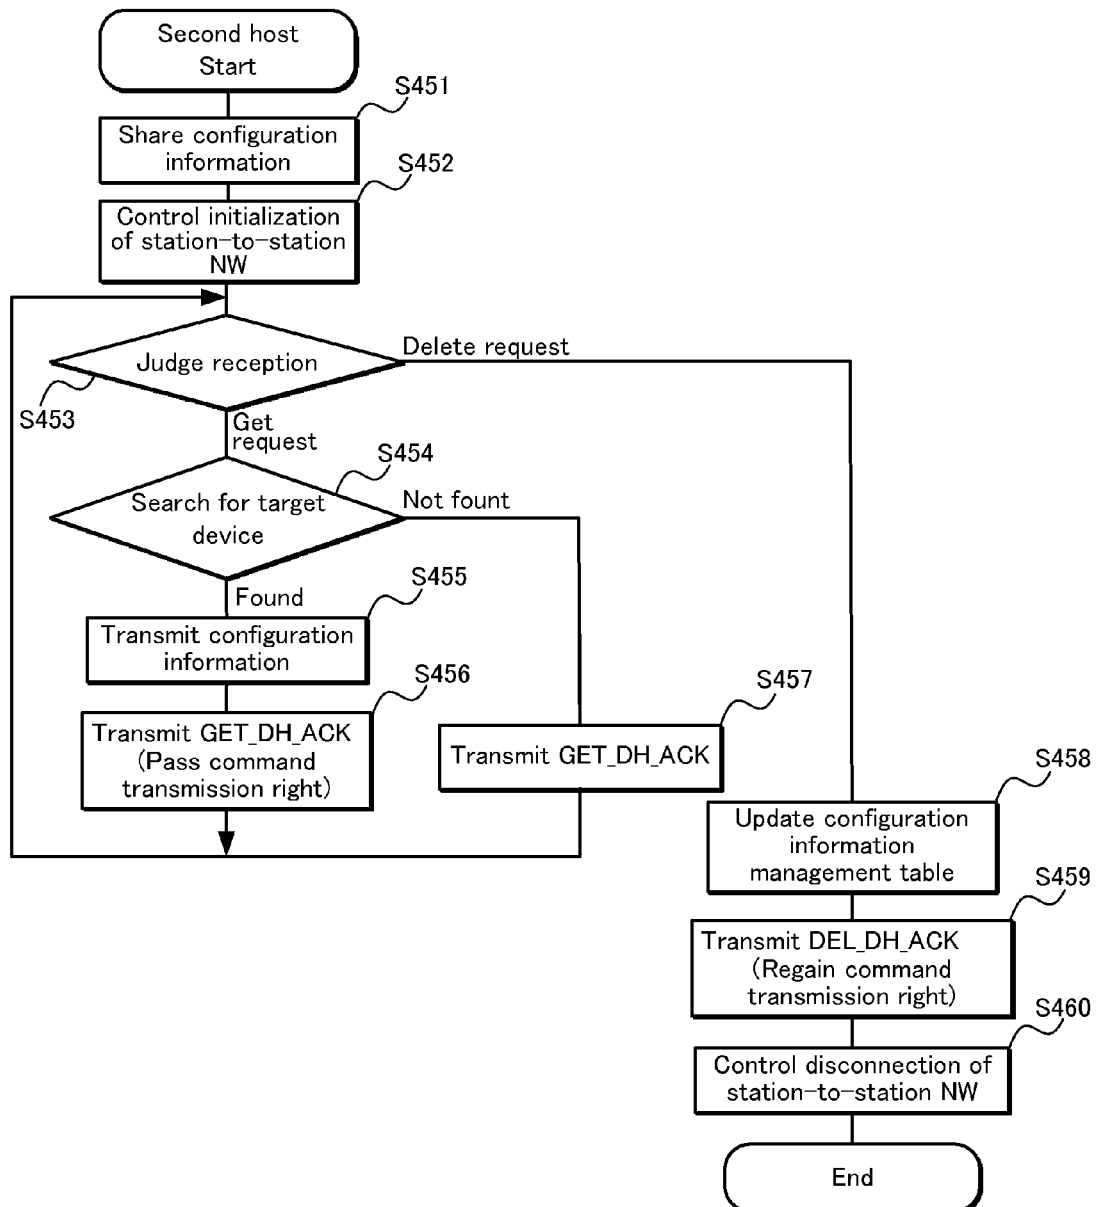 Second host
Start
S451
Share configuration
information
S452
Control initialization
of station-to-station
NW
Judge reception
Delete request
S453
Get
request
S454
Search for target
device
Not fount
Found
S455
Transmit configuration
information
S456
Transmit GET_DH_ACK
(Pass command
transmission right)
S457
Transmit GET_DH_ACK
S458
Update configuration
information
management table
S459
Transmit DEL_DH_ACK
(Regain command
transmission right)
S460
Control disconnection of
station-to-station NW
End